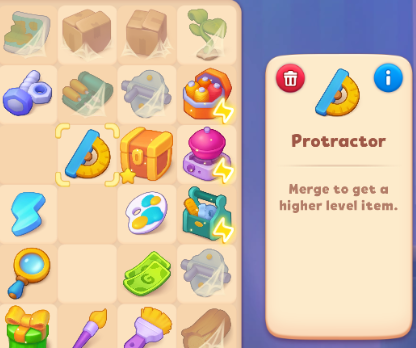 Protractor
Merge to get a
higher level item.